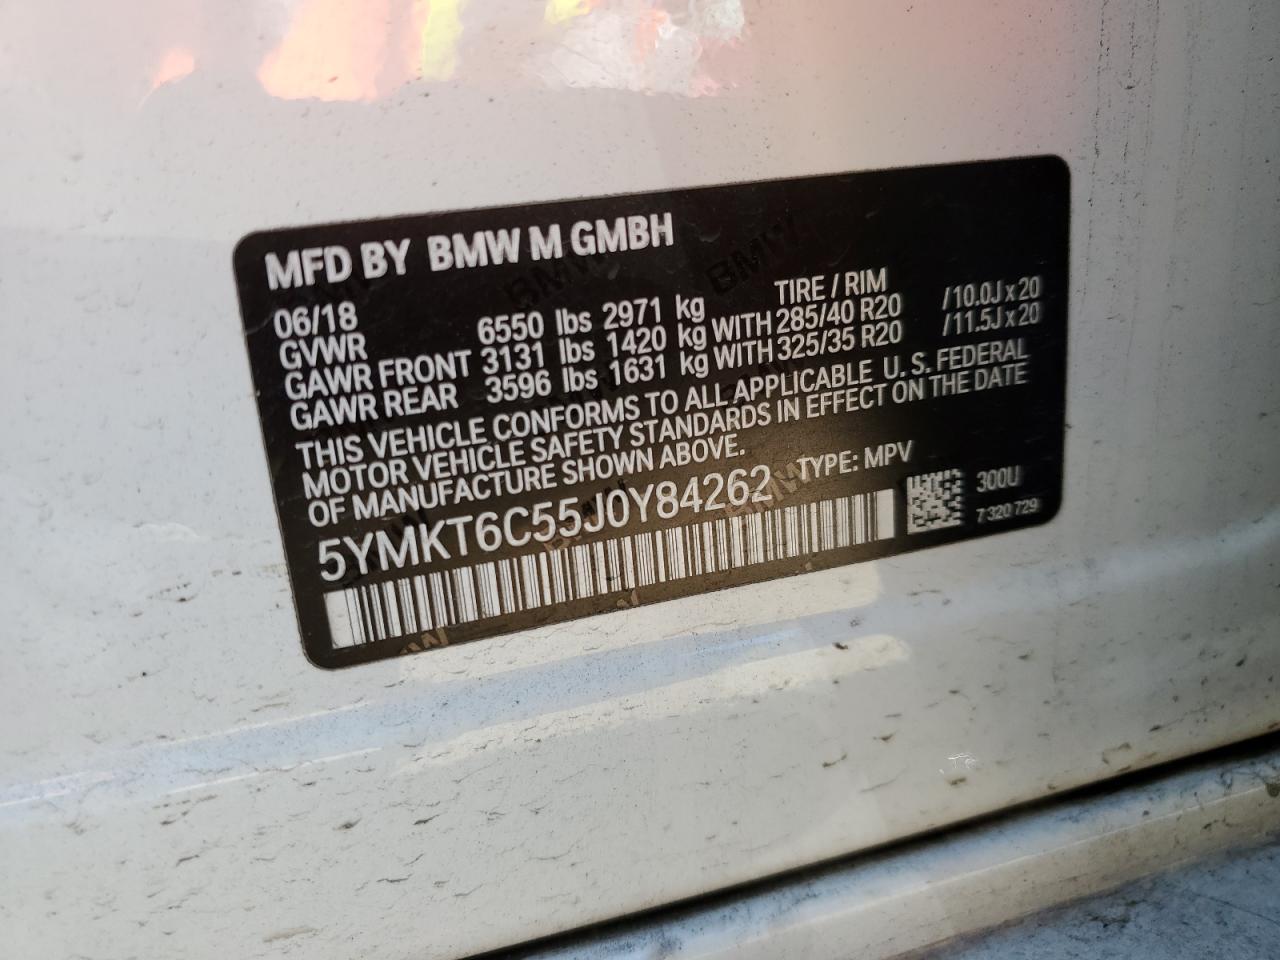 MFD BY BMW M GMBH
06/18 TIRE / RIM
GVWR 6550 lbs 2971 kg
GAWR FRONT 3131 lbs 1420 kg WITH 285/40 R20 /10.0J x 20
GAWR REAR 3596 lbs 1631 kg WITH 325/35 R20 /11.5J x 20
THIS VEHICLE CONFORMS TO ALL APPLICABLE U. S. FEDERAL
MOTOR VEHICLE SAFETY STANDARDS IN EFFECT ON THE DATE
OF MANUFACTURE SHOWN ABOVE.
5YMKT6C55J0Y84262 TYPE: MPV
300U
7 320 729